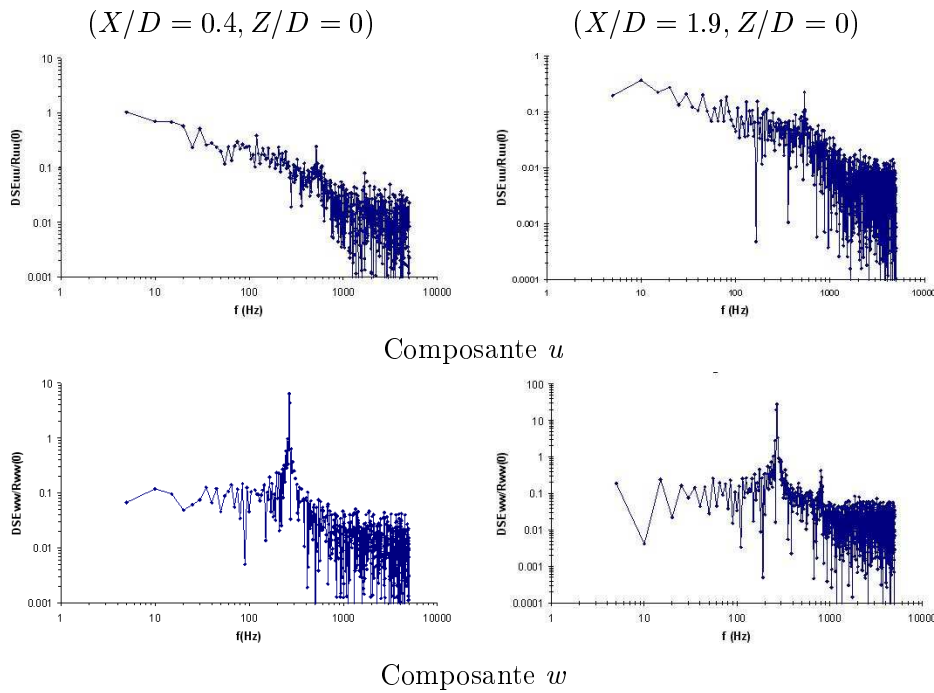 (X/D = 0.4, Z/D = 0)
(X/D = 1.9, Z/D = 0)
10
1
0.1
0.01
0.001
DSEuu/Ruu(0)
1 10 100 1000 10000
f (Hz)
1
0.1
0.01
0.001
0.0001
DSEuu/Ruu(0)
1 10 100 1000 10000
f (Hz)
Composante u
10
1
0.1
0.01
0.001
DSEww/Rww(0)
1 10 100 1000 10000
f(Hz)
100
10
1
0.1
0.01
0.001
0.0001
DSEww/Rww(0)
1 10 100 1000 10000
f (Hz)
Composante w